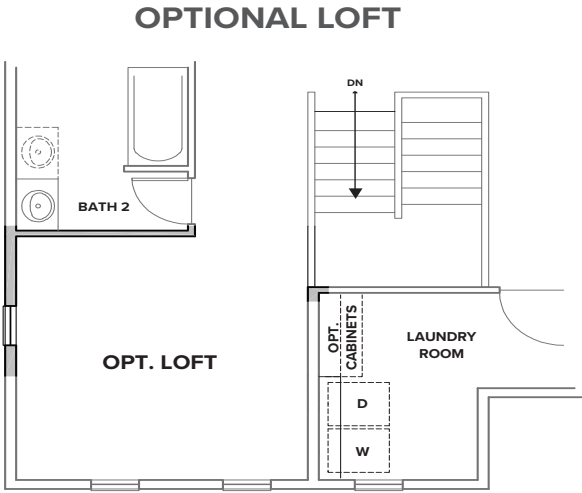 OPTIONAL LOFT
DN
BATH 2
OPT.
CABINETS
LAUNDRY
ROOM
OPT. LOFT
D
W